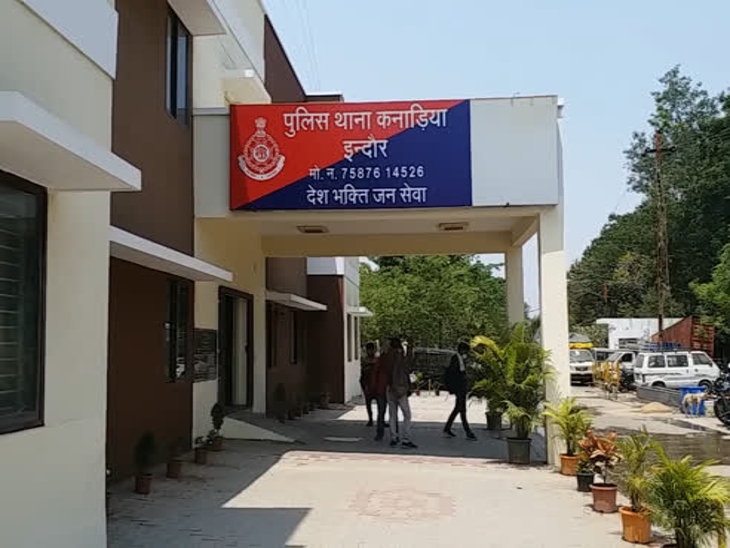 पुलिस थाना कनाड़िया
इन्दौर
मो. न. 75876 14526
देश भक्ति जन सेवा